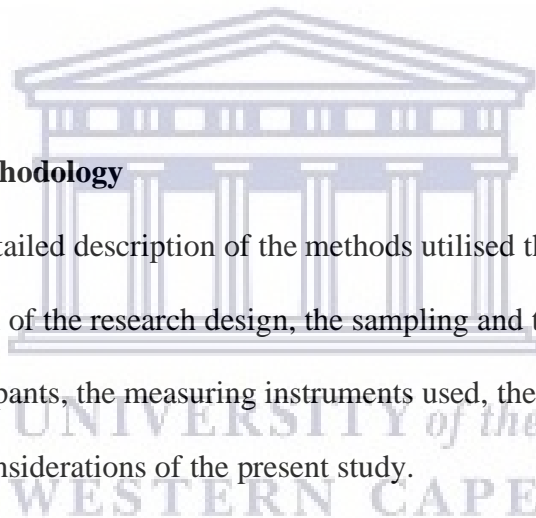 hodology
tailed description of the methods utilised th
of the research design, the sampling and t
pants, the measuring instruments used, the
UNIVERSITY of the
nsiderations of the present study.
WESTERN CAPE